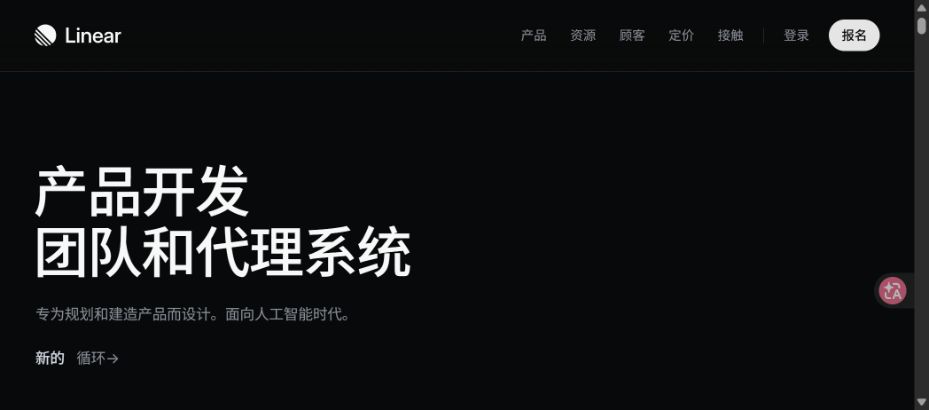 Linear
产品 资源 顾客 定价 接触 登录 报名
产品开发
团队和代理系统
专为规划和建造产品而设计。面向人工智能时代。
新的 循环→